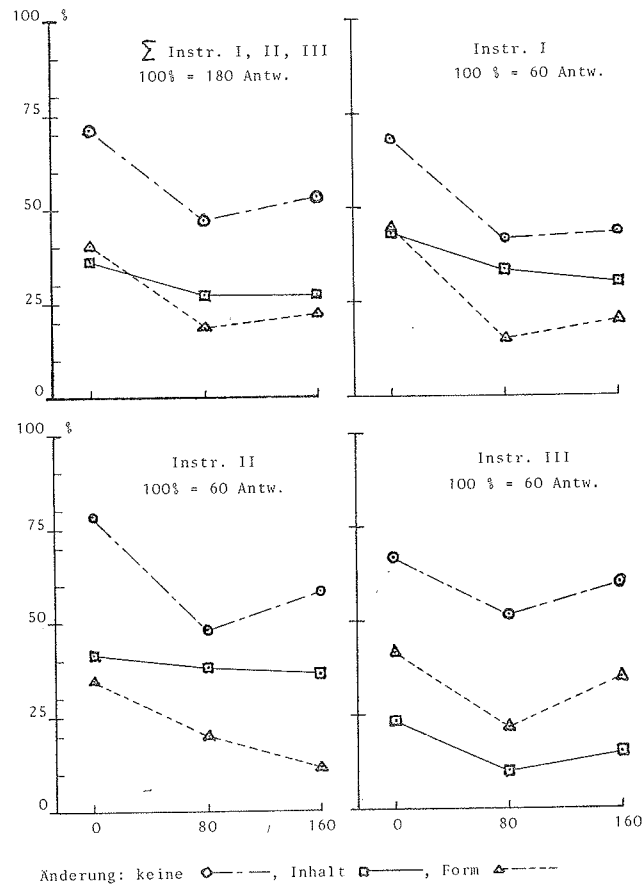 100 %
∑ Instr. I, II, III
100% = 180 Antw.
75
50
25
0
Instr. I
100 % = 60 Antw.
100 %
Instr. II
100% = 60 Antw.
75
50
25
0
0 80 160
Instr. III
100 % = 60 Antw.
0 80 160
Änderung: keine, Inhalt, Form